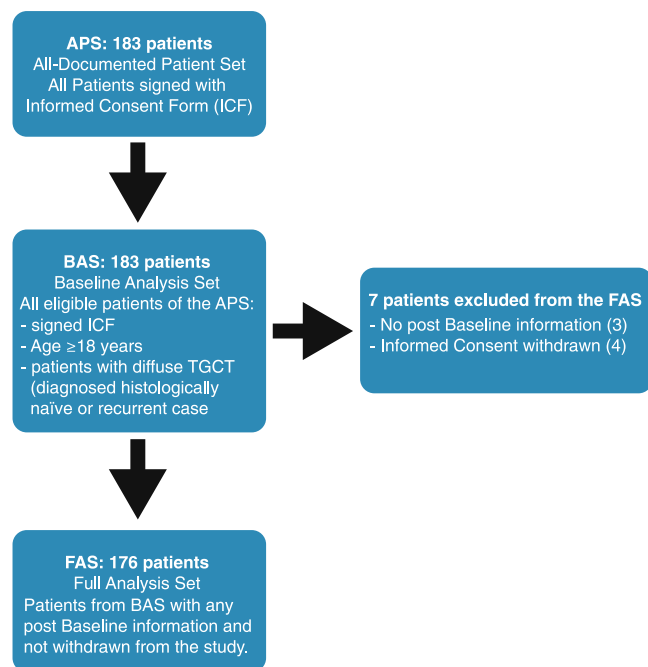 APS: 183 patients
All-Documented Patient Set
All Patients signed with
Informed Consent Form (ICF)
BAS: 183 patients
Baseline Analysis Set
All eligible patients of the APS:
- signed ICF
- Age ≥18 years
- patients with diffuse TGCT
(diagnosed histologically
naïve or recurrent case
7 patients excluded from the FAS
- No post Baseline information (3)
- Informed Consent withdrawn (4)
FAS: 176 patients
Full Analysis Set
Patients from BAS with any
post Baseline information and
not withdrawn from the study.